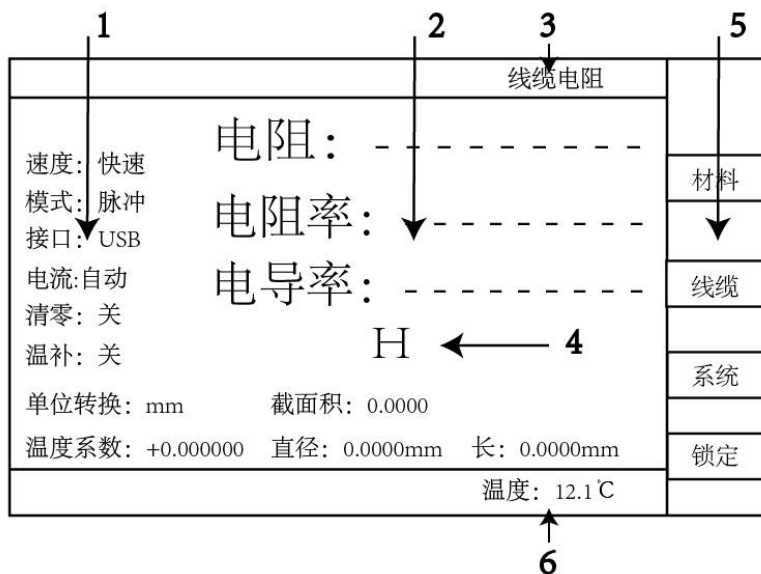 1 2 3 5
线缆电阻
电阻： - - - - - - - - - -
速度：快速
材料
模式：脉冲
电阻率： - - - - - - - - -
接口：USB
电流:自动
电导率： - - - - - - - - -
线缆
清零：关
H 4
温补：关
系统
单位转换：mm 截面积：0.0000
温度系数：+0.000000 直径：0.0000mm 长：0.0000mm
锁定
温度：12.1℃
6